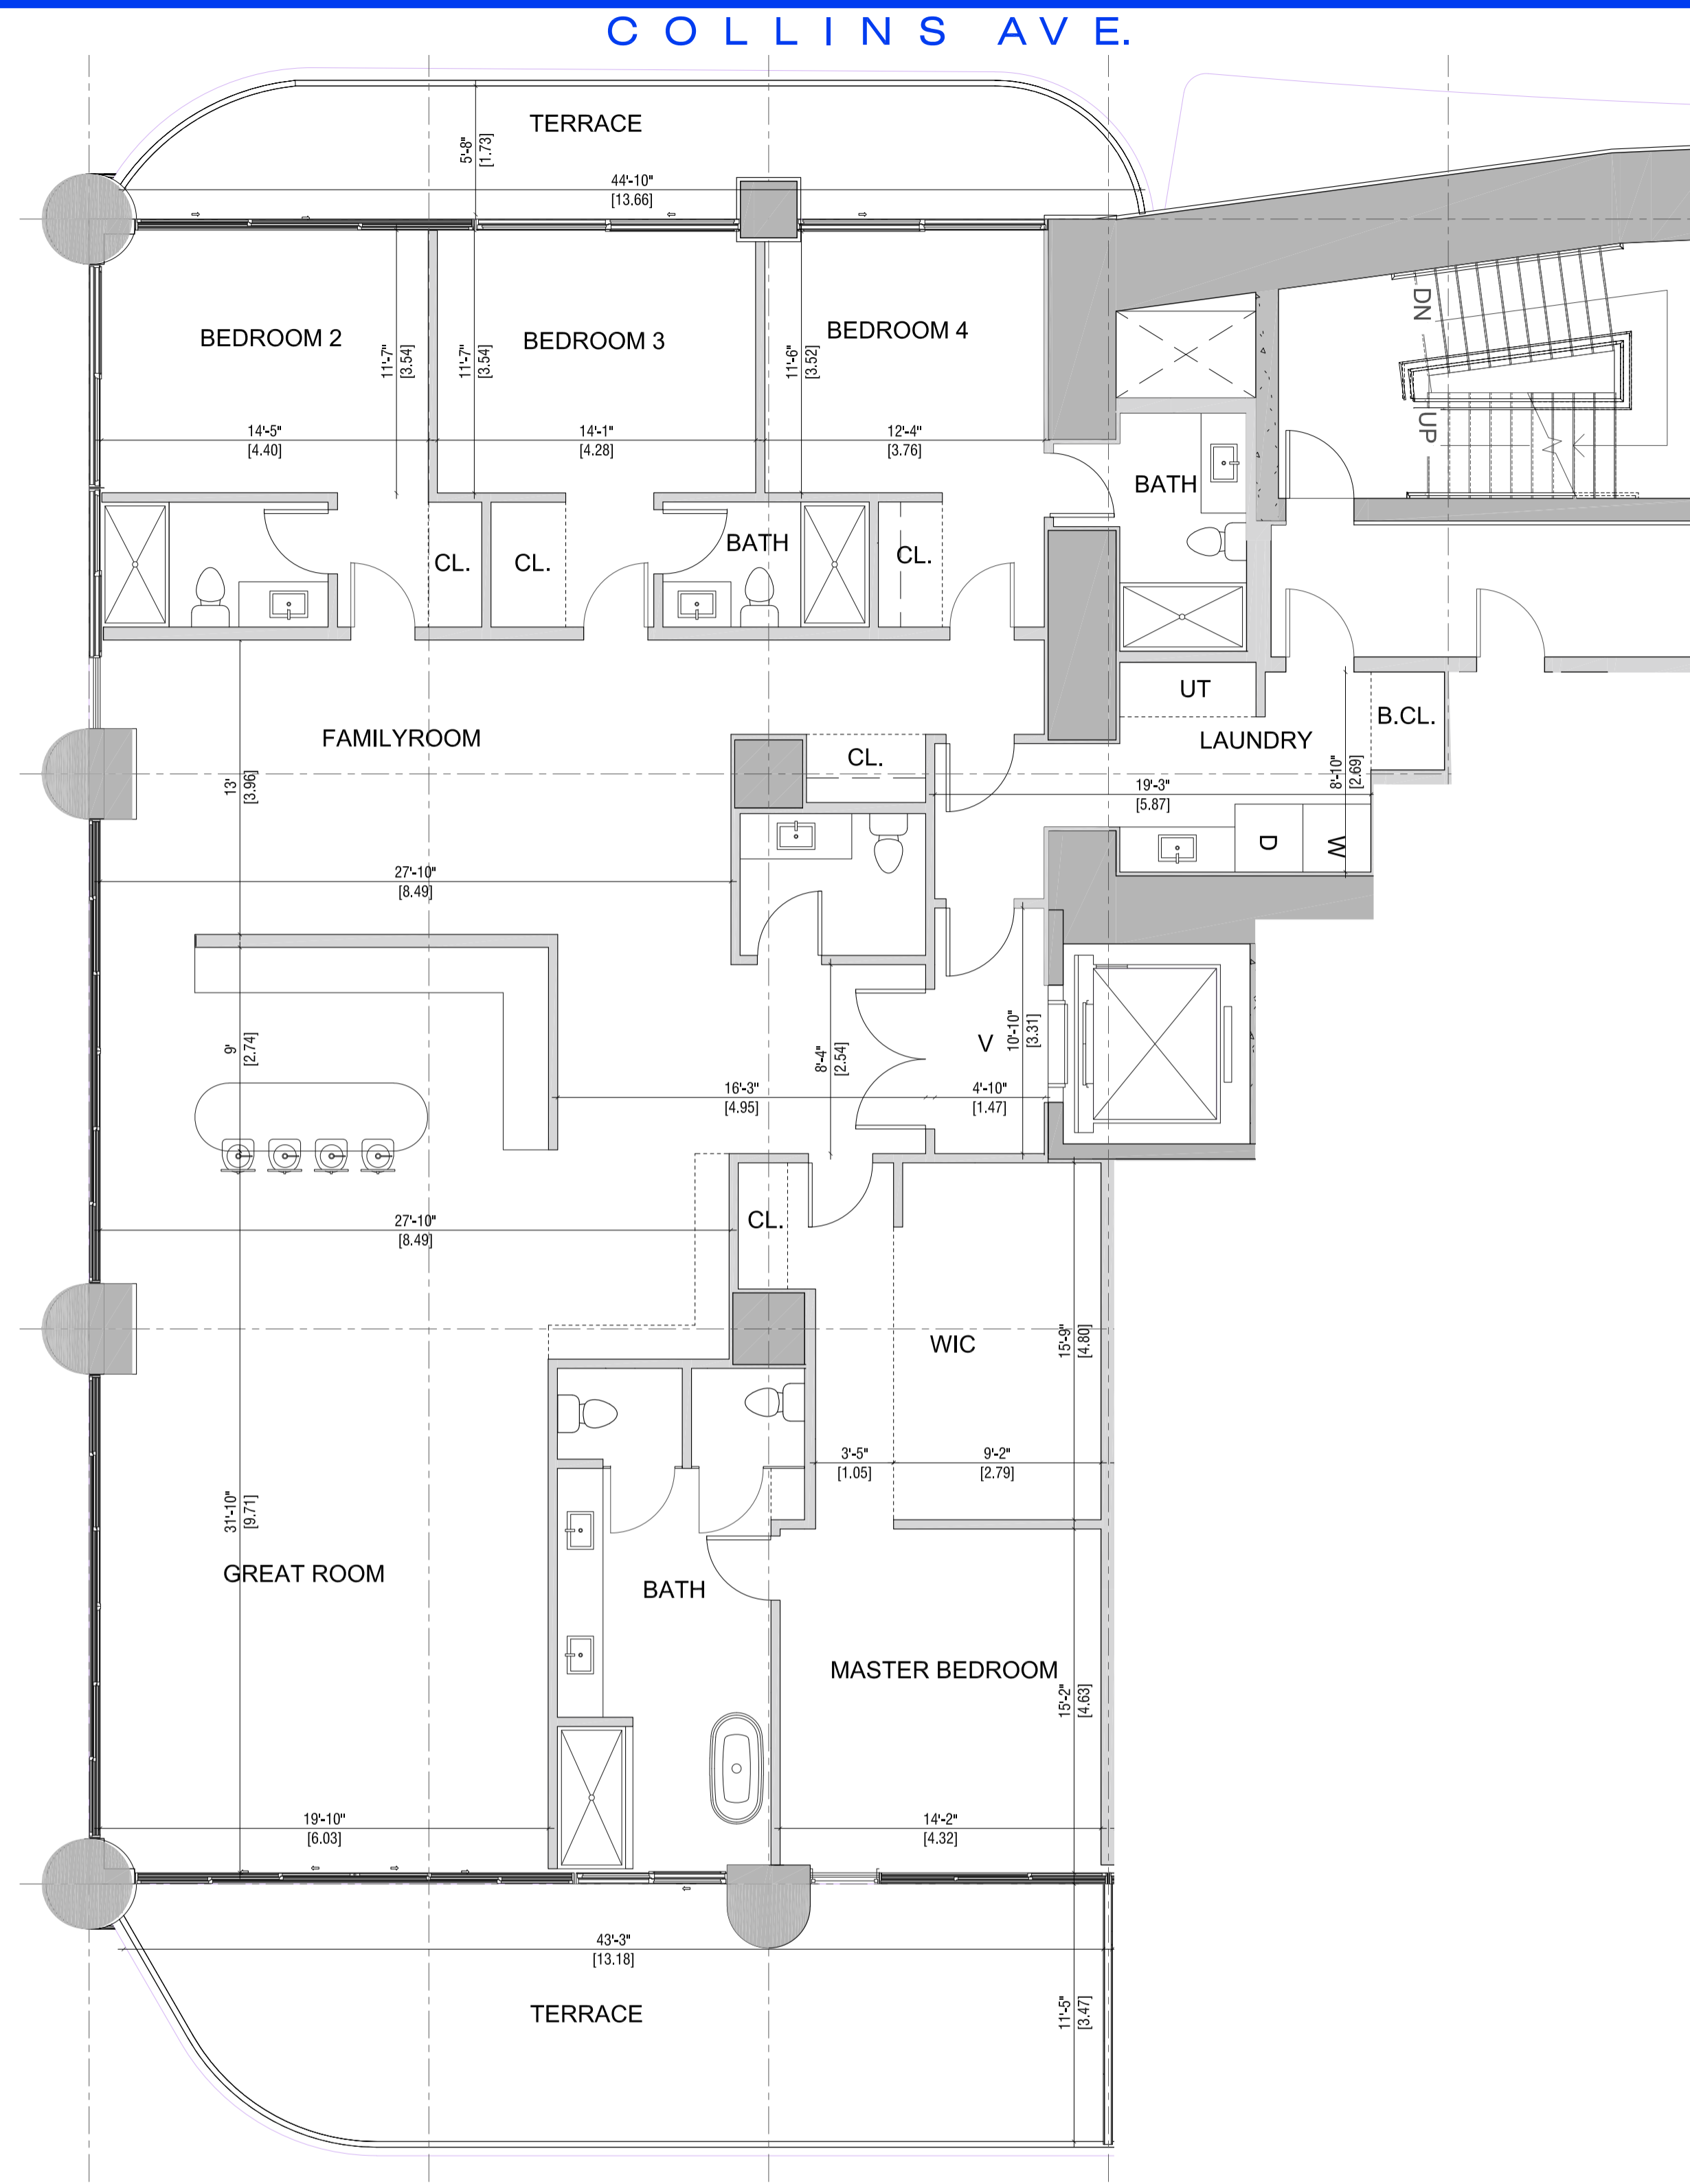 COLLINS AVE.
TERRACE
5'-8"
[1.73]
44'-10"
[13.66]
BEDROOM 2
BEDROOM 3
BEDROOM 4
DN
UP
11'-7"
[3.54]
11'-7"
[3.54]
11'-6"
[3.52]
14'-5"
[4.40]
14'-1"
[4.28]
12'-4"
[3.76]
BATH
BATH
CL.
CL.
CL.
UT
B.CL.
FAMILYROOM
LAUNDRY
CL.
13'
[3.96]
19'-3"
[5.87]
8'-10"
[2.69]
D
W
27'-10"
[8.49]
9'
[2.74]
8'-4"
[2.54]
V
10'-10"
[3.31]
16'-3"
[4.95]
4'-10"
[1.47]
27'-10"
[8.49]
CL.
WIC
15'-9"
[4.80]
3'-5"
[1.05]
9'-2"
[2.79]
31'-10"
[9.71]
GREAT ROOM
BATH
MASTER BEDROOM
15'-2"
[4.63]
19'-10"
[6.03]
14'-2"
[4.32]
43'-3"
[13.18]
TERRACE
11'-5"
[3.47]